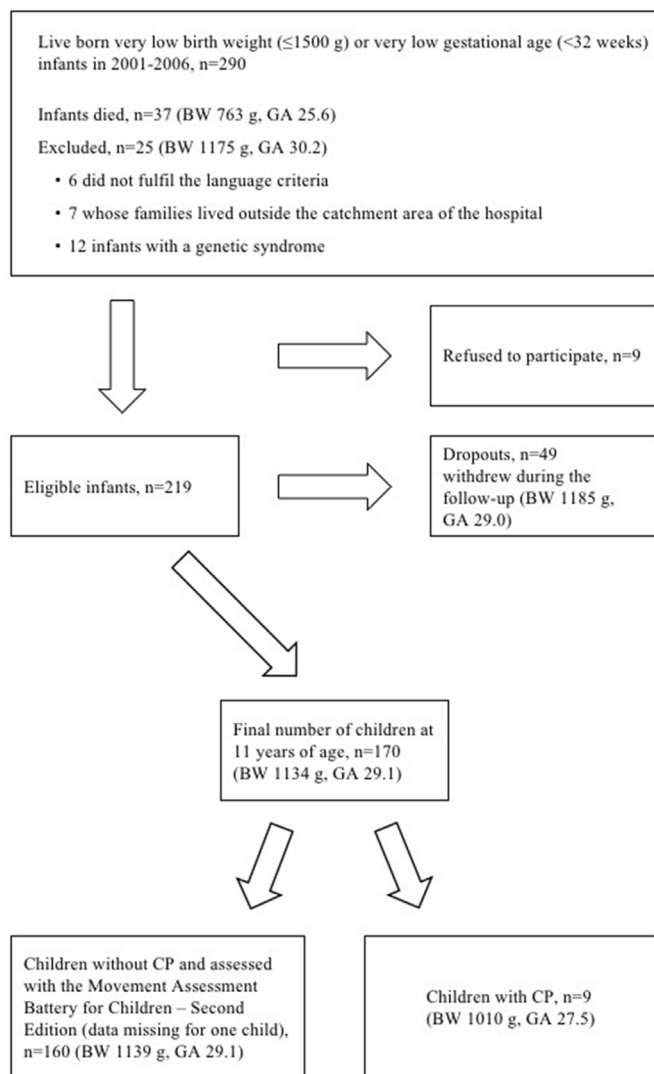 Live born very low birth weight (≤1500 g) or very low gestational age (<32 weeks)
infants in 2001-2006, n=290
Infants died, n=37 (BW 763 g, GA 25.6)
Excluded, n=25 (BW 1175 g, GA 30.2)
• 6 did not fulfil the language criteria
• 7 whose families lived outside the catchment area of the hospital
• 12 infants with a genetic syndrome
Refused to participate, n=9
Eligible infants, n=219
Dropouts, n=49
withdrew during the
follow-up (BW 1185 g,
GA 29.0)
Final number of children at
11 years of age, n=170
(BW 1134 g, GA 29.1)
Children without CP and assessed
with the Movement Assessment
Battery for Children – Second
Edition (data missing for one child),
n=160 (BW 1139 g, GA 29.1)
Children with CP, n=9
(BW 1010 g, GA 27.5)